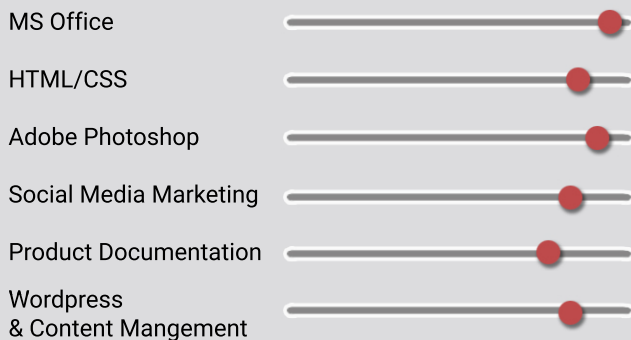 MS Office
HTML/CSS
Adobe Photoshop
Social Media Marketing
Product Documentation
Wordpress
& Content Mangement